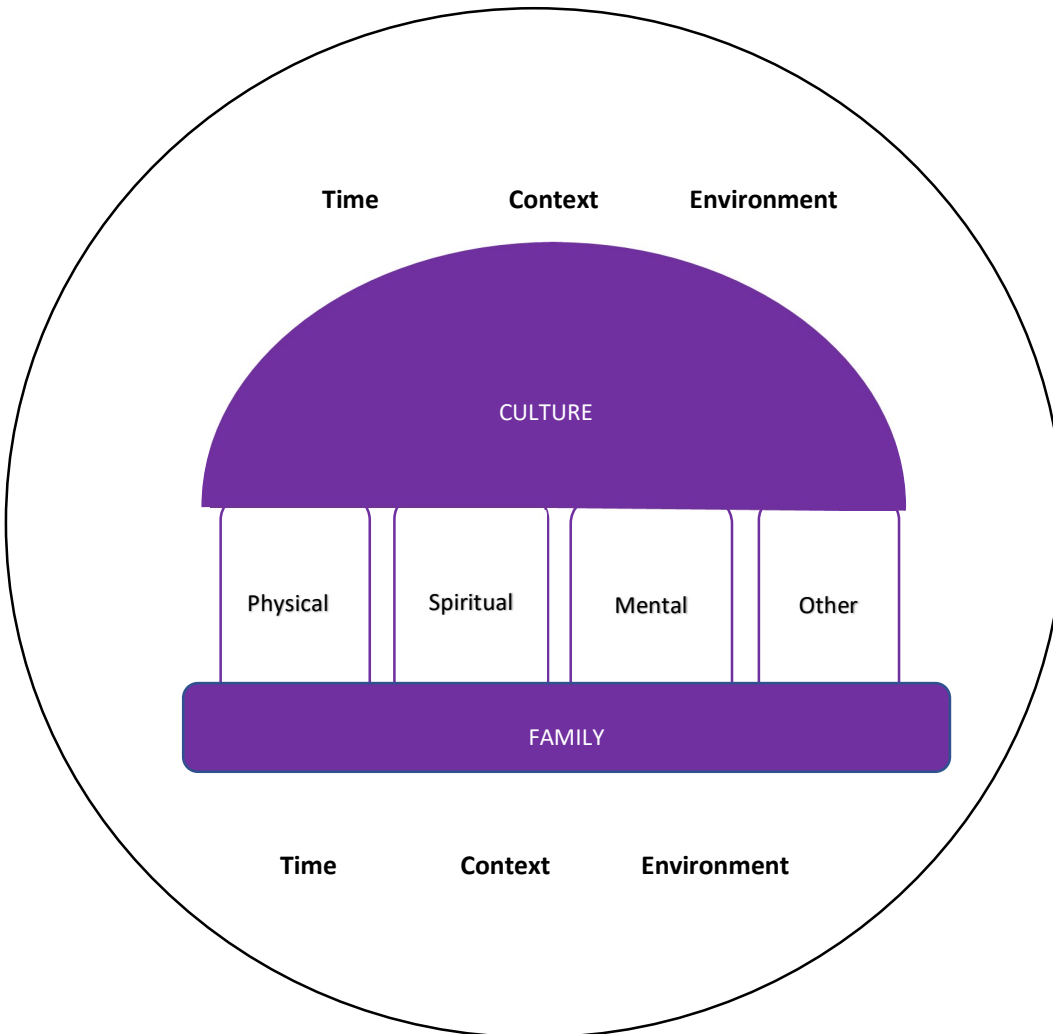 Time Context Environment
CULTURE
Physical Spiritual Mental Other
FAMILY
Time Context Environment